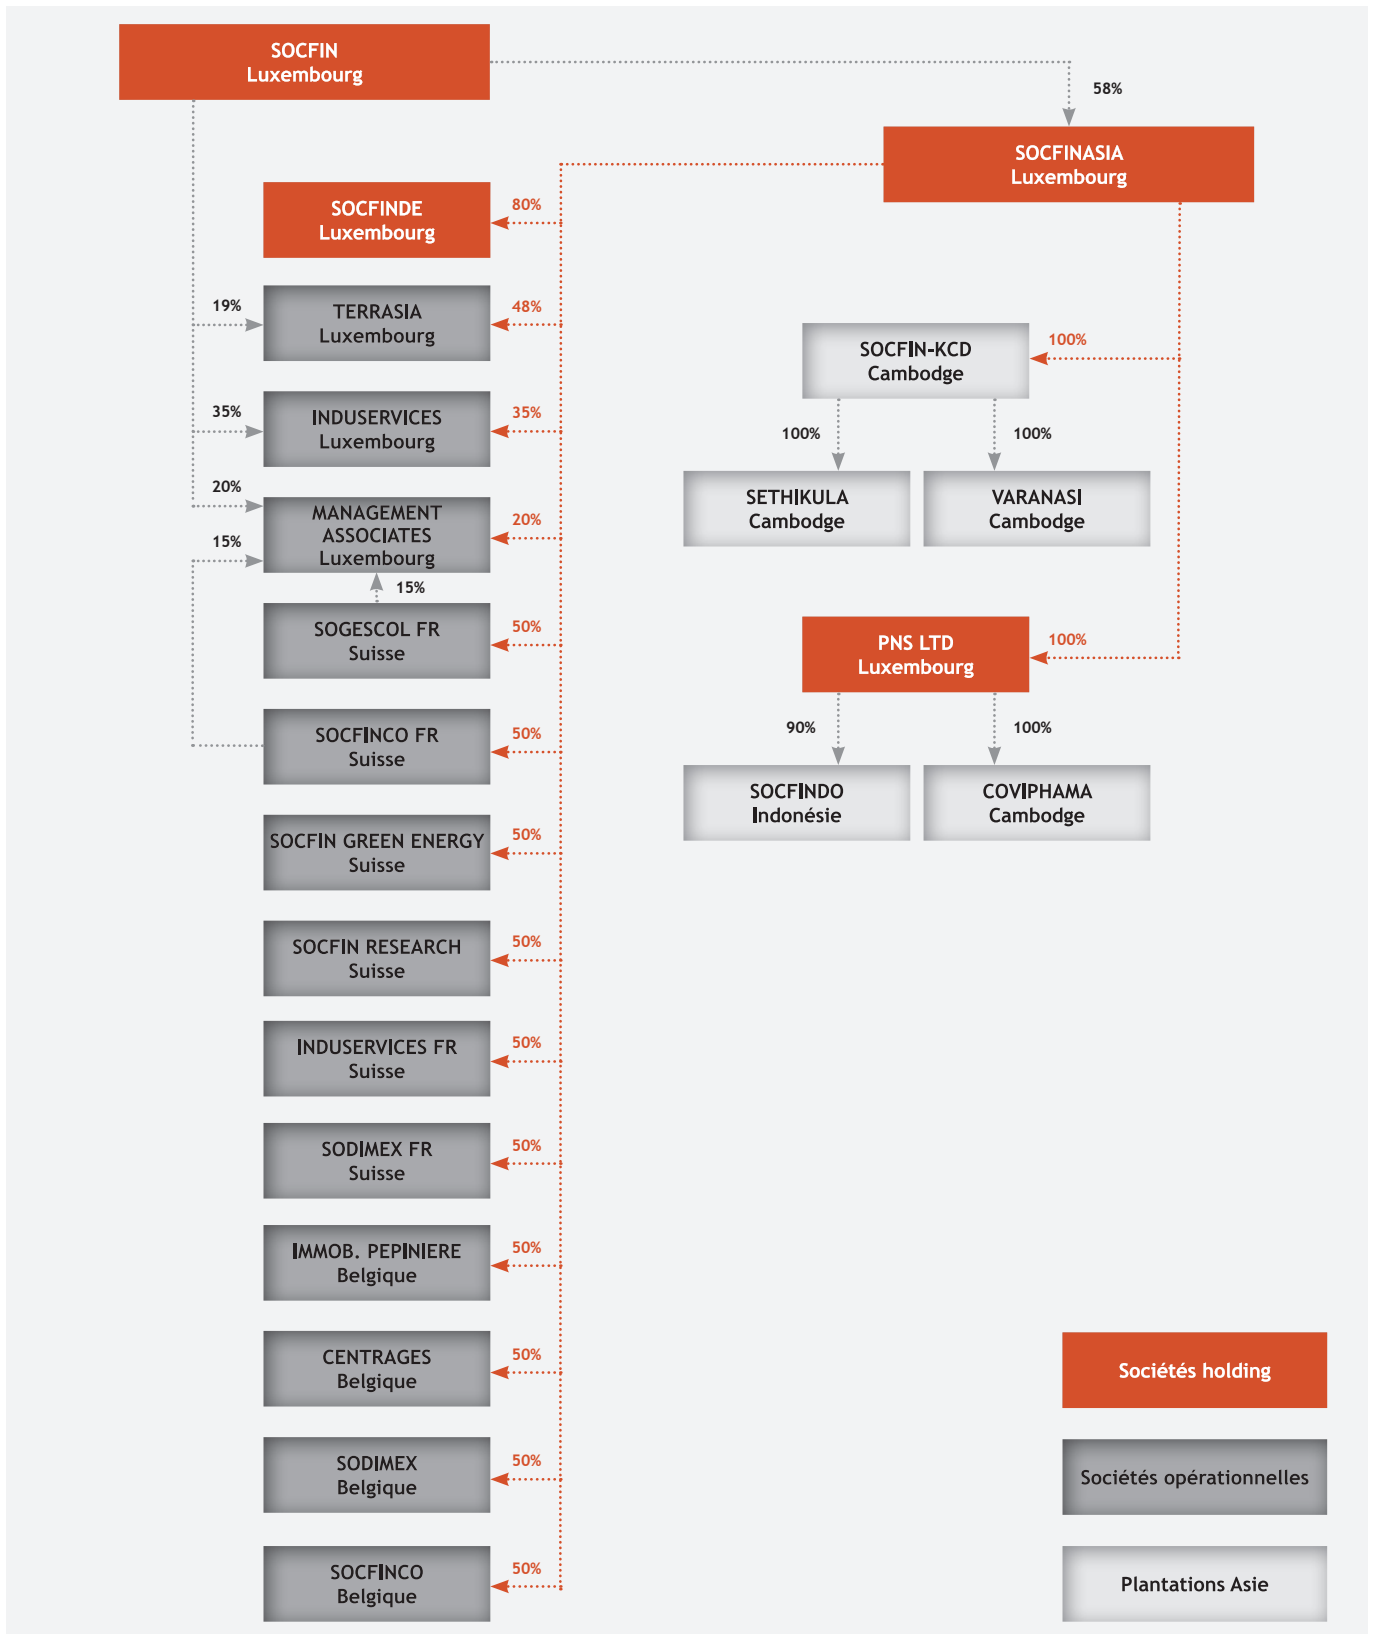 SOCFIN
Luxembourg
58%
SOCFINASIA
Luxembourg
SOCFINDE
Luxembourg
80%
19%
TERRASIA
Luxembourg
48%
35%
INDUSERVICES
Luxembourg
35%
20%
15%
MANAGEMENT
ASSOCIATES
Luxembourg
20%
15%
SOGESCOL FR
Suisse
50%
SOCFINCO FR
Suisse
50%
SOCFIN GREEN ENERGY
Suisse
50%
SOCFIN RESEARCH
Suisse
50%
INDUSERVICES FR
Suisse
50%
SODIMEX FR
Suisse
50%
IMMOB. PEPINIERE
Belgique
50%
CENTRAGES
Belgique
50%
SODIMEX
Belgique
50%
SOCFINCO
Belgique
50%
SOCFIN-KCD
Cambodge
100%
100%
100%
SETHIKULA
Cambodge
VARANASI
Cambodge
PNS LTD
Luxembourg
100%
90%
100%
SOCFINDO
Indonésie
COVIPHAMA
Cambodge
Sociétés holding
Sociétés opérationnelles
Plantations Asie